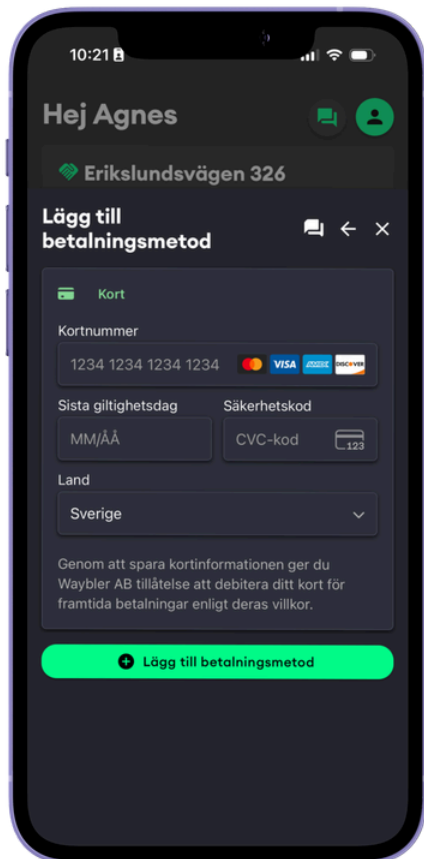 10:21
Hej Agnes
Erikslundsvägen 326
Lägg till
betalningsmetod
Kort
Kortnummer
1234 1234 1234 1234 VISA AMERICAN EXPRESS DISCOVER
Sista giltighetsdag Säkerhetskod
MM/ÅÅ CVC-kod 123
Land
Sverige
Genom att spara kortinformationen ger du
Waybler AB tillåtelse att debitera ditt kort för
framtida betalningar enligt deras villkor.
Lägg till betalningsmetod